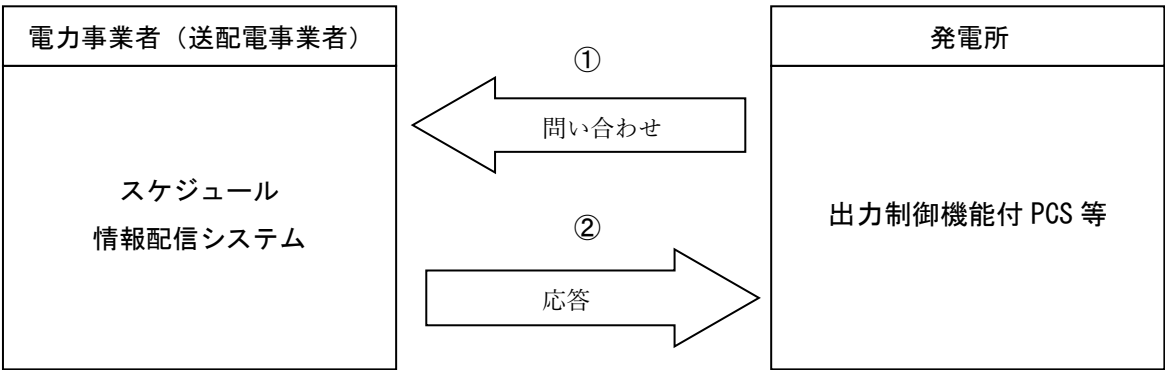 電力事業者（送配電事業者）
スケジュール
情報配信システム
①
問い合わせ
②
応答
発電所
出力制御機能付 PCS 等